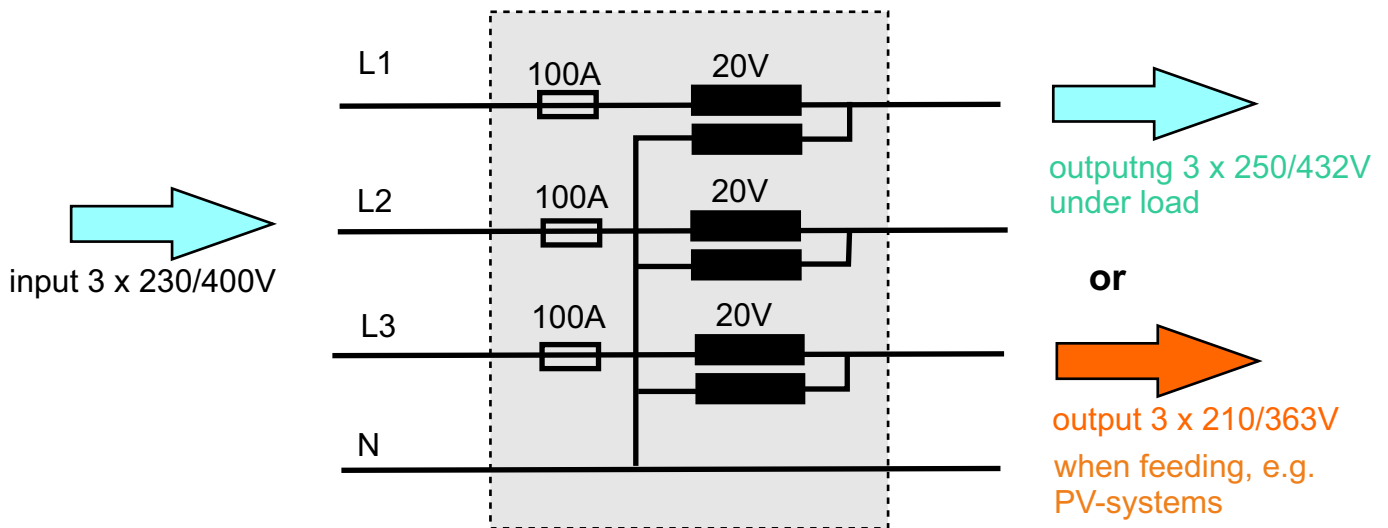 L1
100A
20V
L2
100A
20V
input 3 x 230/400V
L3
100A
20V
N
outputng 3 x 250/432V
under load
or
output 3 x 210/363V
when feeding, e.g.
PV-systems